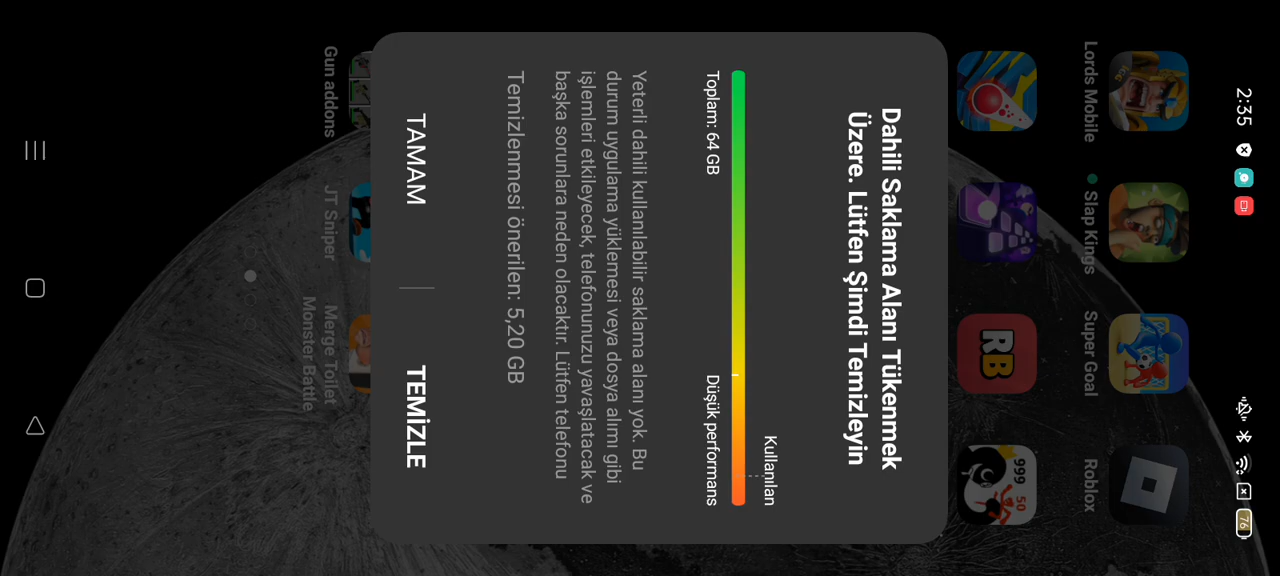 2:35
76
Lords Mobile
Slap Kings
Super Goal
Roblox
RB
999 50
Dahili Saklama Alanı Tükenmek
Üzere. Lütfen Şimdi Temizleyin
Kullanılan
Toplam: 64 GB
Düşük performans
Yeterli dahili kullanılabilir saklama alanı yok. Bu
durum uygulama yüklemesi veya dosya alımı gibi
işlemleri etkileyecek, telefonunuzu yavaşlatacak ve
başka sorunlara neden olacaktır. Lütfen telefonu
Temizlenmesi önerilen: 5,20 GB
TAMAM
TEMİZLE
Gun addons
JT Sniper
Merge Toilet
Monster Battle